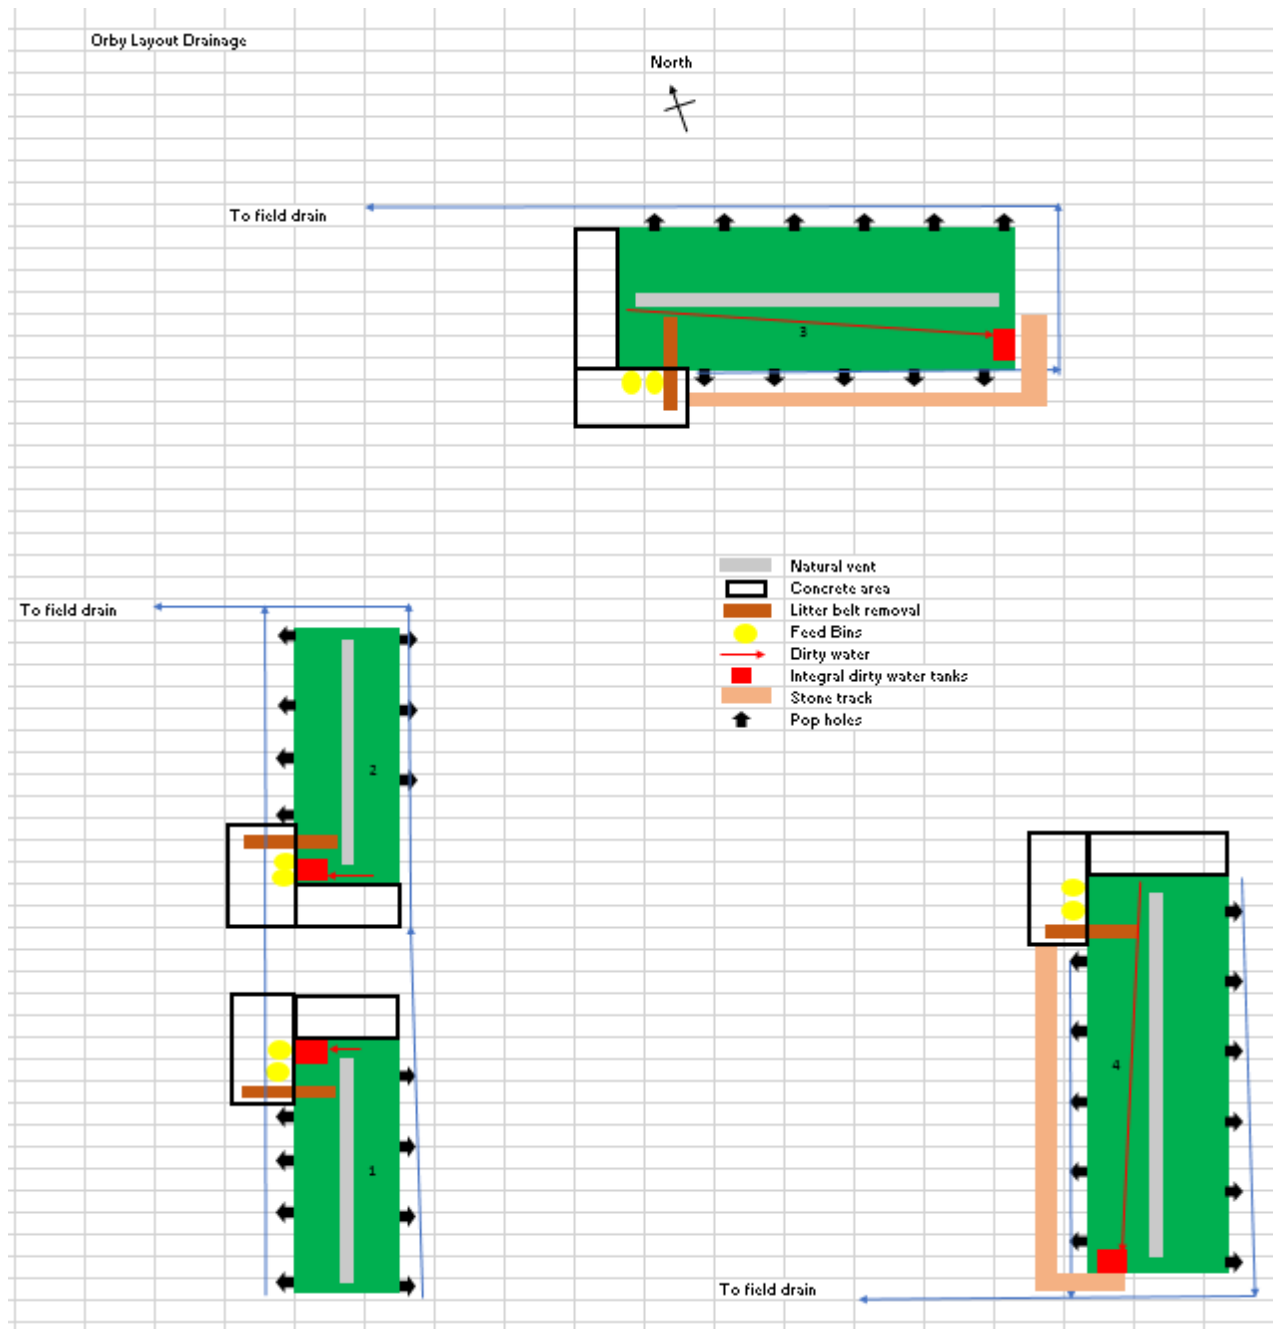 Orby Layout Drainage
North
To field drain
3
Natural vent
Concrete area
Litter belt removal
Feed Bins
Dirty water
Integral dirty water tanks
Stone track
Pop holes
To field drain
2
4
1
To field drain